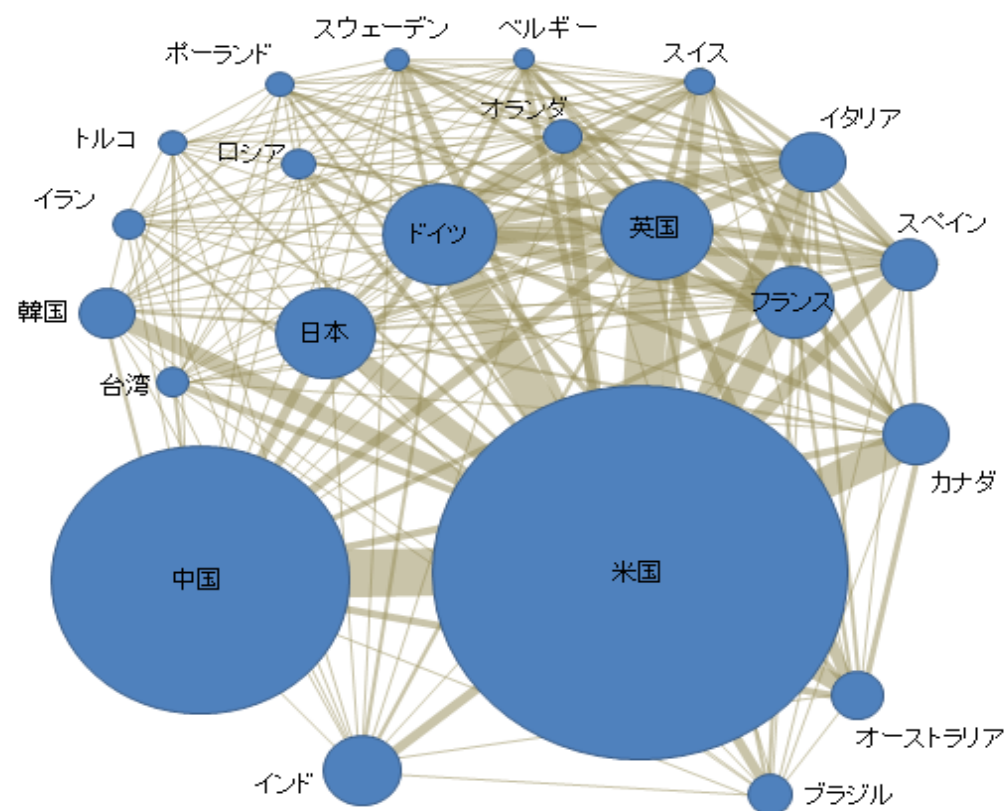 スウェーデン
ベルギー
スイス
ポーランド
オランダ
イタリア
トルコ
ロシア
イラン
ドイツ
英国
スペイン
韓国
日本
フランス
台湾
カナダ
中国
米国
オーストラリア
インド
ブラジル